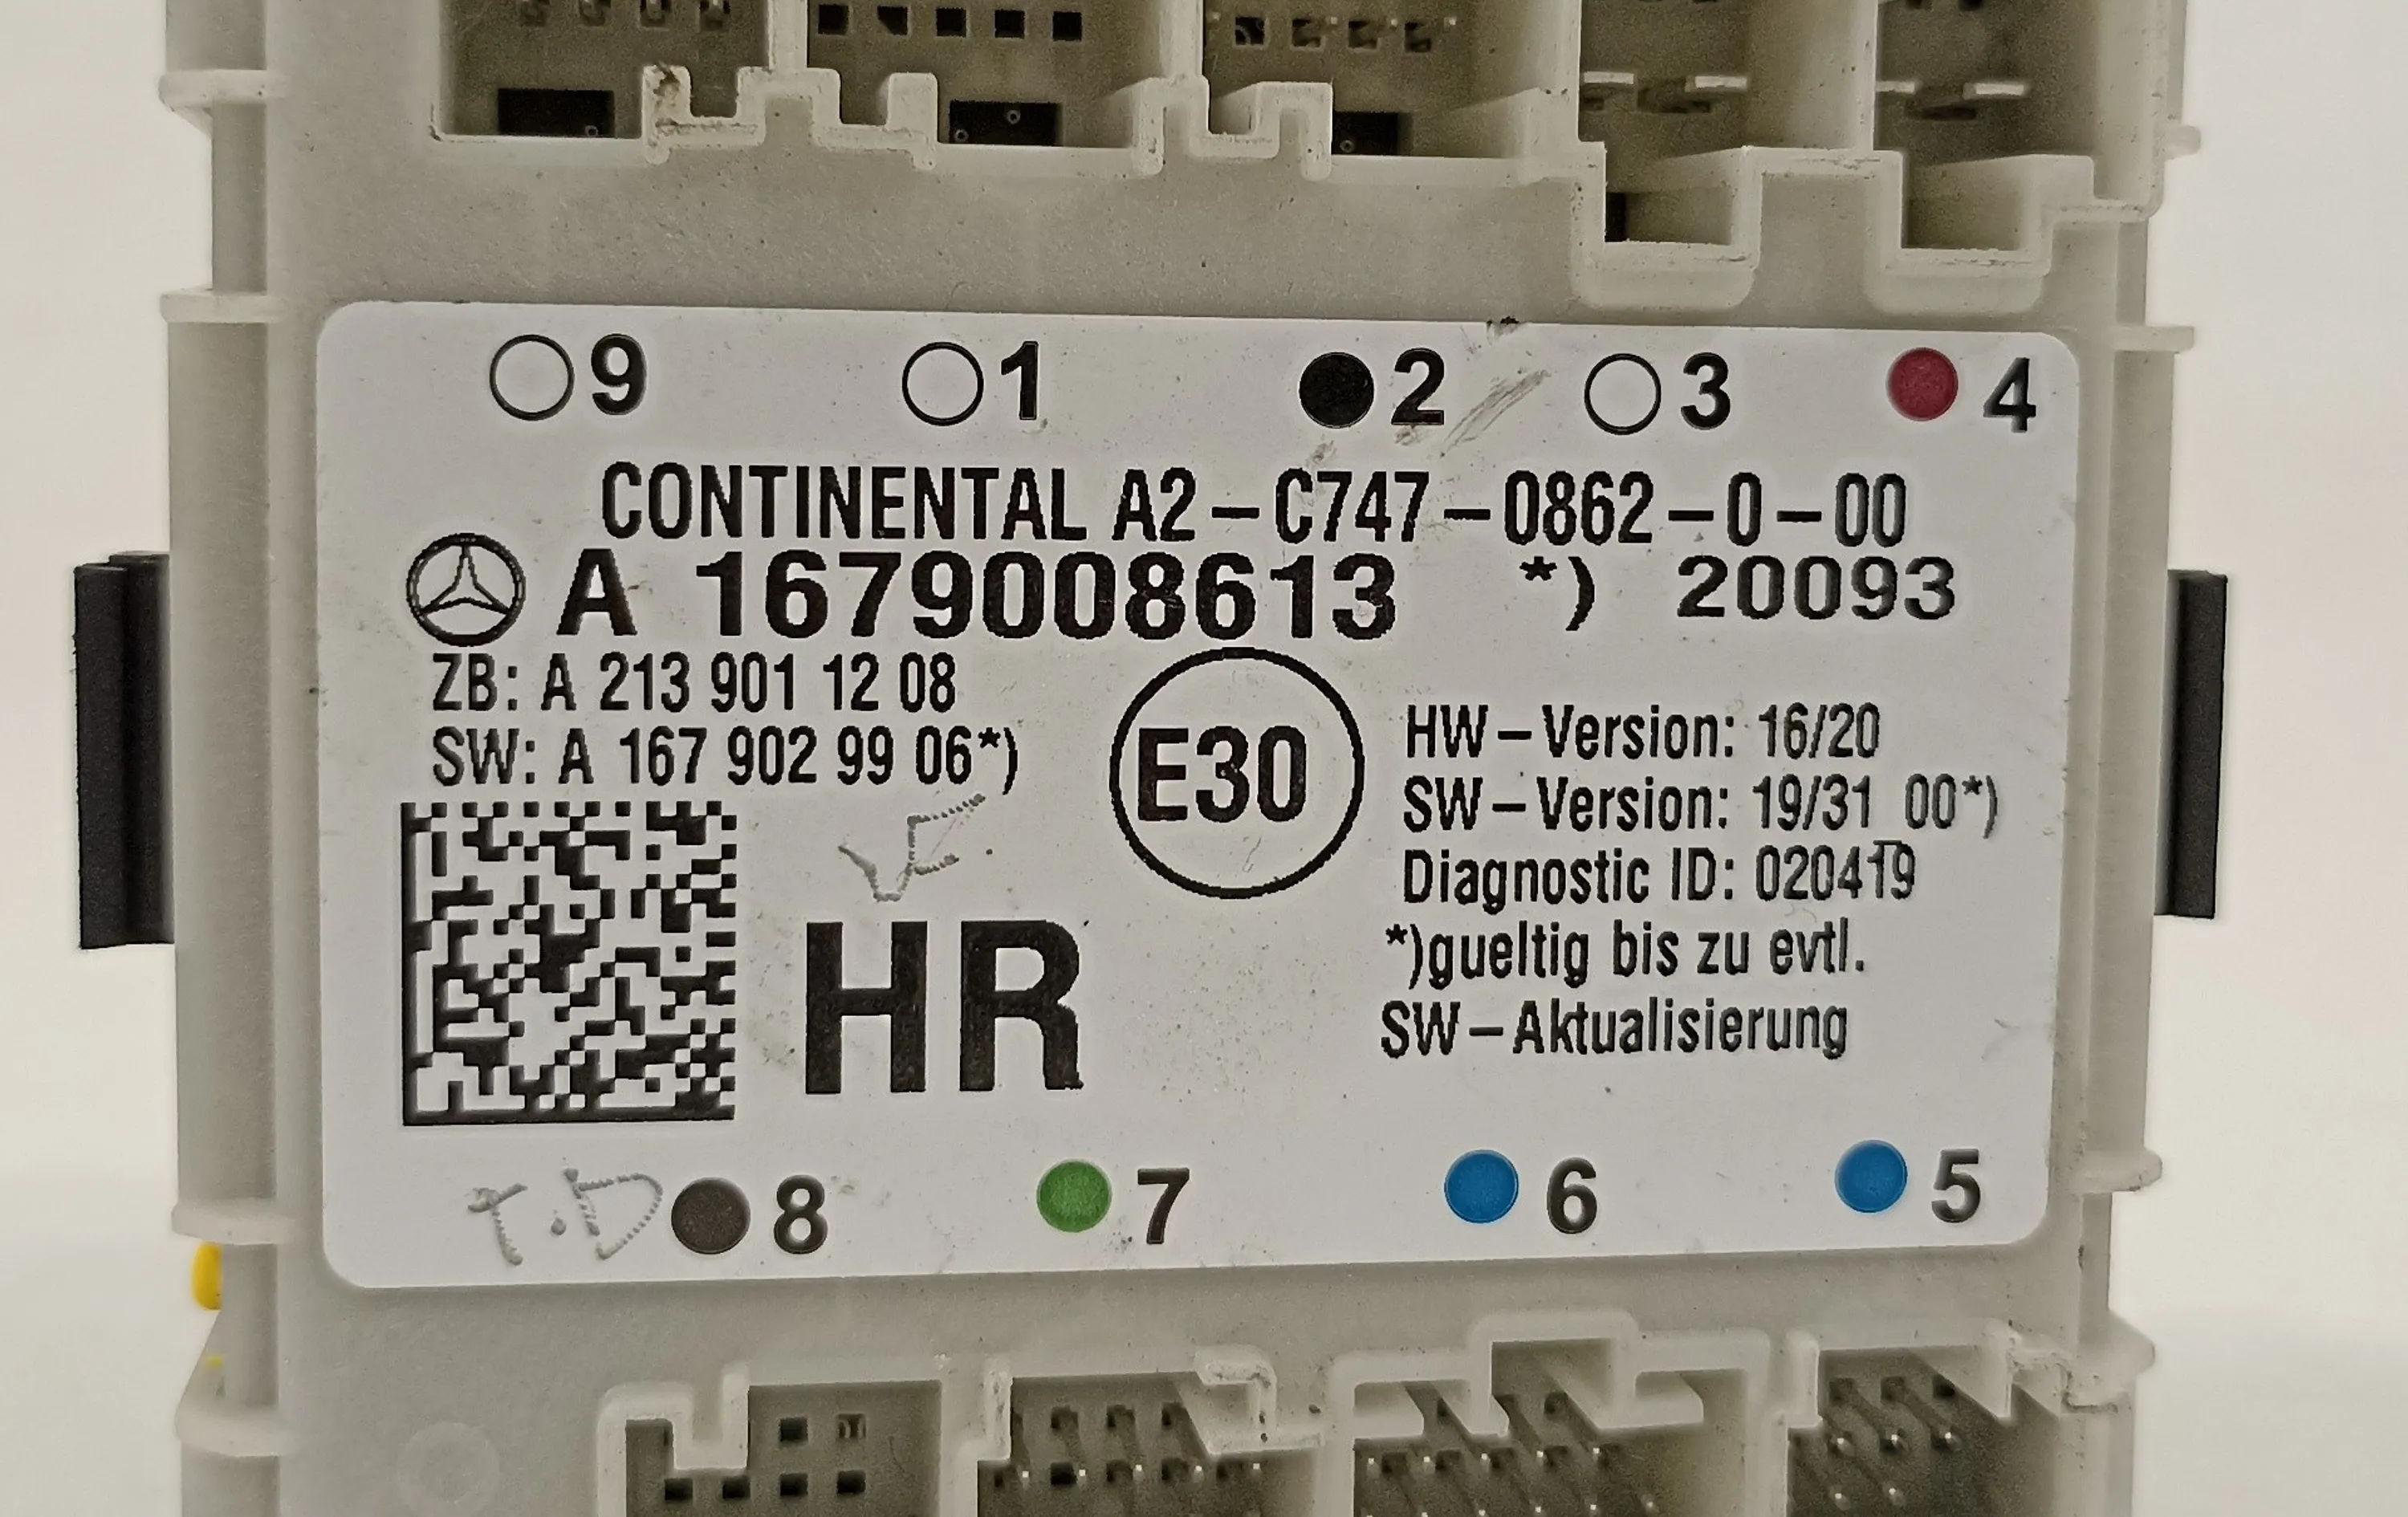 9 1 2 3 4
CONTINENTAL A2-C747-0862-0-00
A 1679008613 *) 20093
ZB: A 213 901 12 08
SW: A 167 902 99 06*)
E30
HW-Version: 16/20
SW-Version: 19/31 00*)
Diagnostic ID: 020419
*)gueltig bis zu evtl.
SW-Aktualisierung
HR
T.D
8 7 6 5